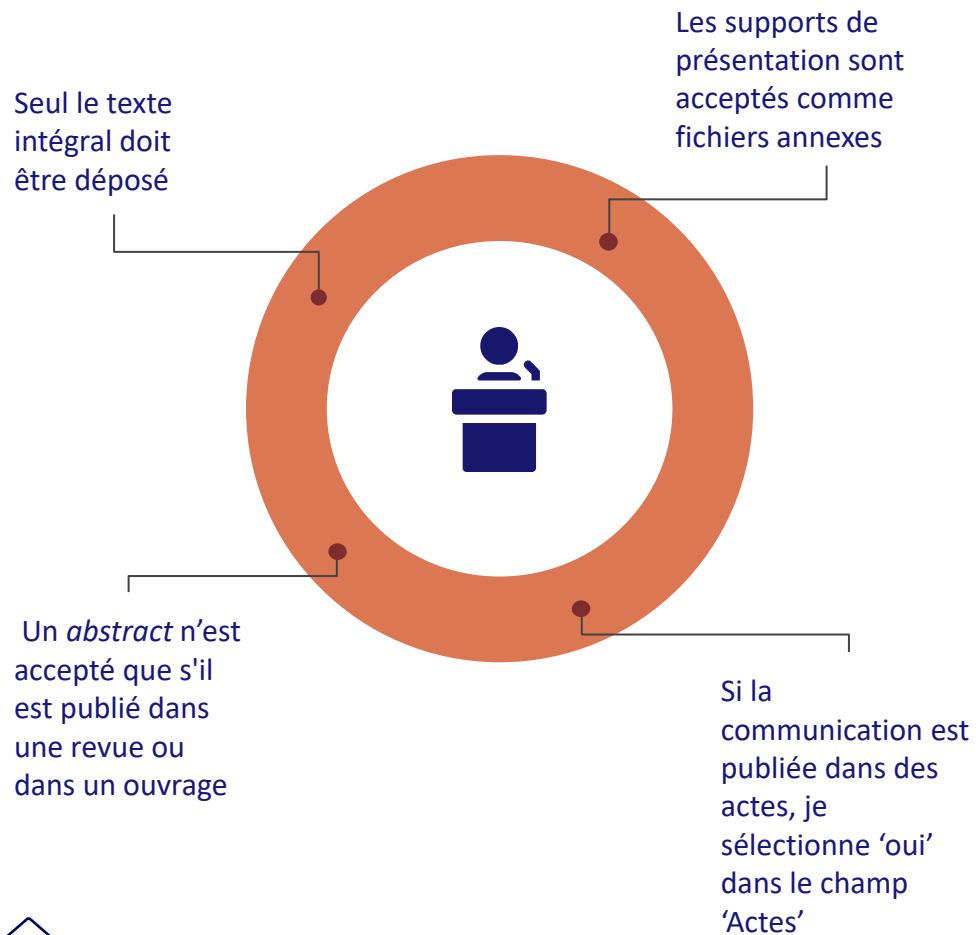 Seul le texte
intégral doit
être déposé
Les supports de
présentation sont
acceptés comme
fichiers annexes
Un abstract n’est
accepté que s'il
est publié dans
une revue ou
dans un ouvrage
Si la
communication est
publiée dans des
actes, je
sélectionne ‘oui’
dans le champ
‘Actes’